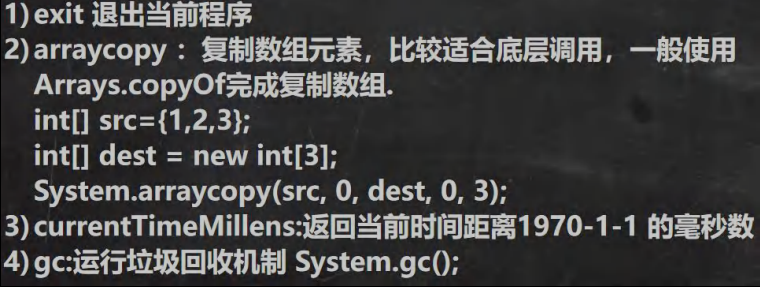 1) exit 退出当前程序
2) arraycopy ：复制数组元素，比较适合底层调用，一般使用
Arrays.copyOf完成复制数组.
int[] src={1,2,3};
int[] dest = new int[3];
System.arraycopy(src, 0, dest, 0, 3);
3) currentTimeMillens:返回当前时间距离1970-1-1 的毫秒数
4) gc:运行垃圾回收机制 System.gc();